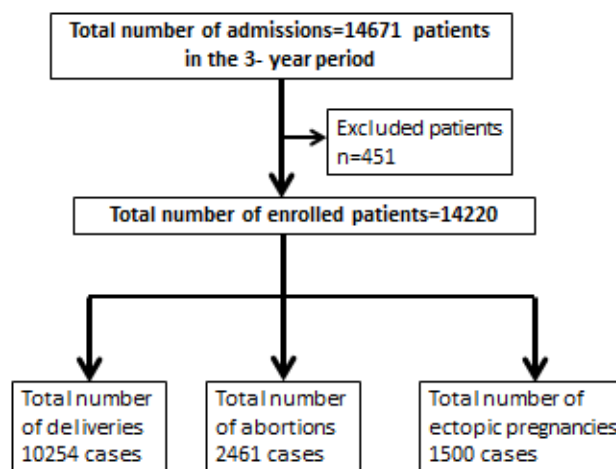 Total number of admissions=14671 patients
in the 3- year period
Excluded patients
n=451
Total number of enrolled patients=14220
Total number
of deliveries
10254 cases
Total number
of abortions
2461 cases
Total number of
ectopic pregnancies
1500 cases